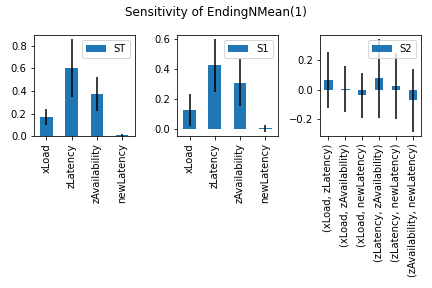 Sensitivity of EndingNMean(1)
ST
0.8
0.6
0.4
0.2
0.0
xLoad
zLatency
zAvailability
newLatency
S1
0.6
0.4
0.2
0.0
xLoad
zLatency
zAvailability
newLatency
S2
0.2
0.0
−0.2
(xLoad, zLatency)
(xLoad, zAvailability)
(xLoad, newLatency)
(zLatency, zAvailability)
(zLatency, newLatency)
(zAvailability, newLatency)